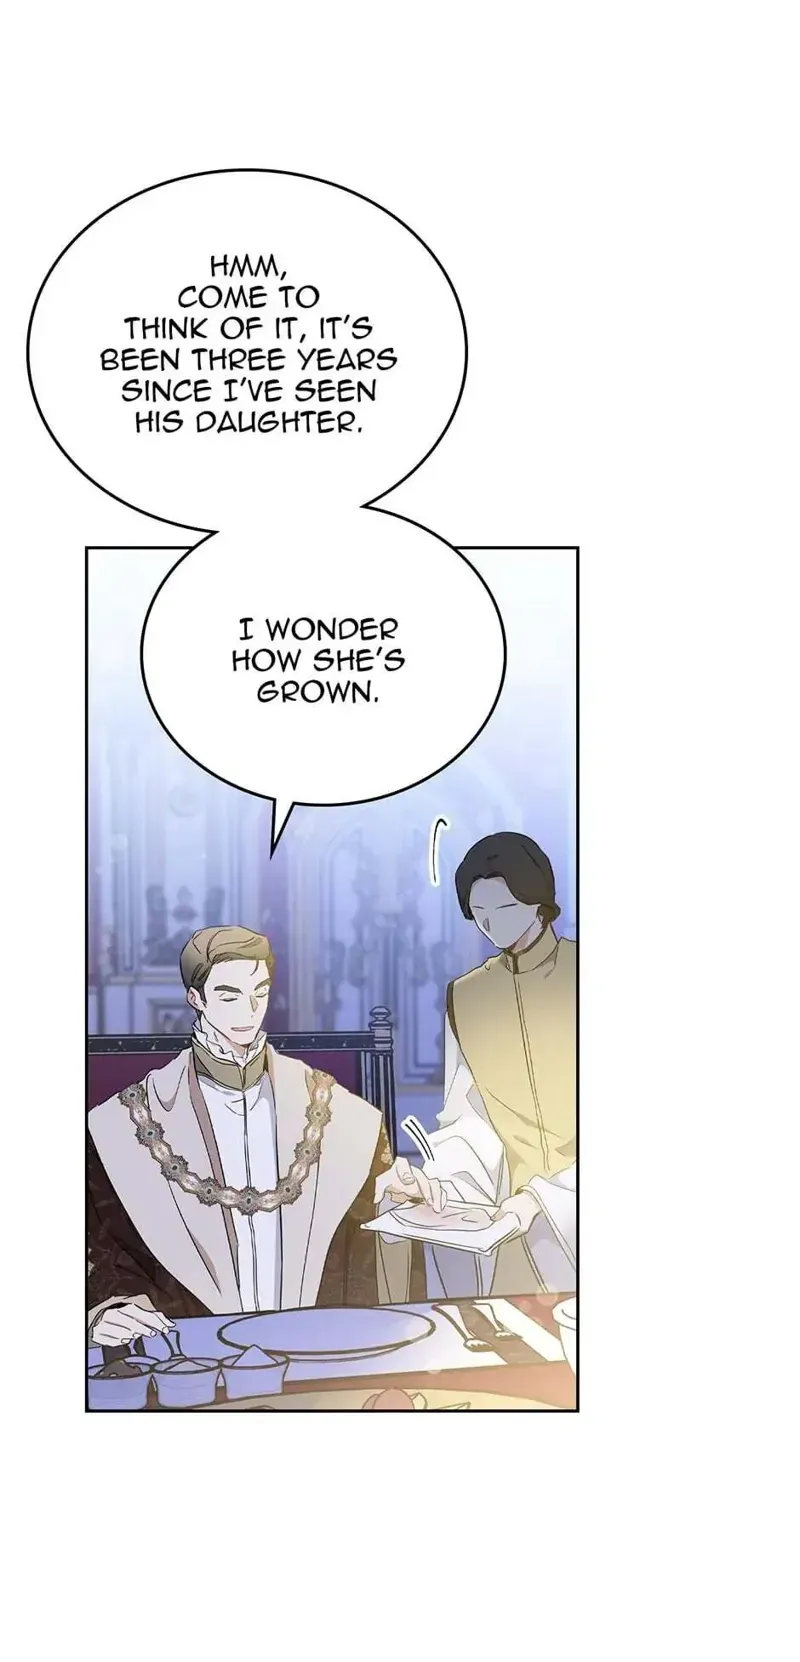 HMM,
COME TO
THINK OF IT, IT'S
BEEN THREE YEARS
SINCE I'VE SEEN
HIS DAUGHTER.
I WONDER
HOW SHE'S
GROWN.